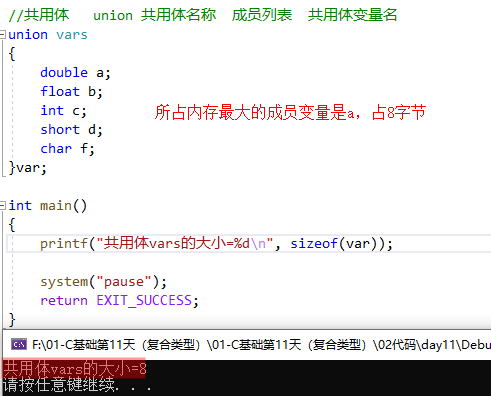 //共用体   union 共用体名称  成员列表  共用体变量名
union vars
{
    double a;
    float b;
    int c;
    short d;
    char f;
}var;
所占内存最大的成员变量是a，占8字节
int main()
{
    printf("共用体vars的大小=%d\n", sizeof(var));
    system("pause");
    return EXIT_SUCCESS;
}
F:\01-C基础第11天（复合类型）\01-C基础第11天（复合类型）\02代码\day11\Debu
共用体vars的大小=8
请按任意键继续. . .